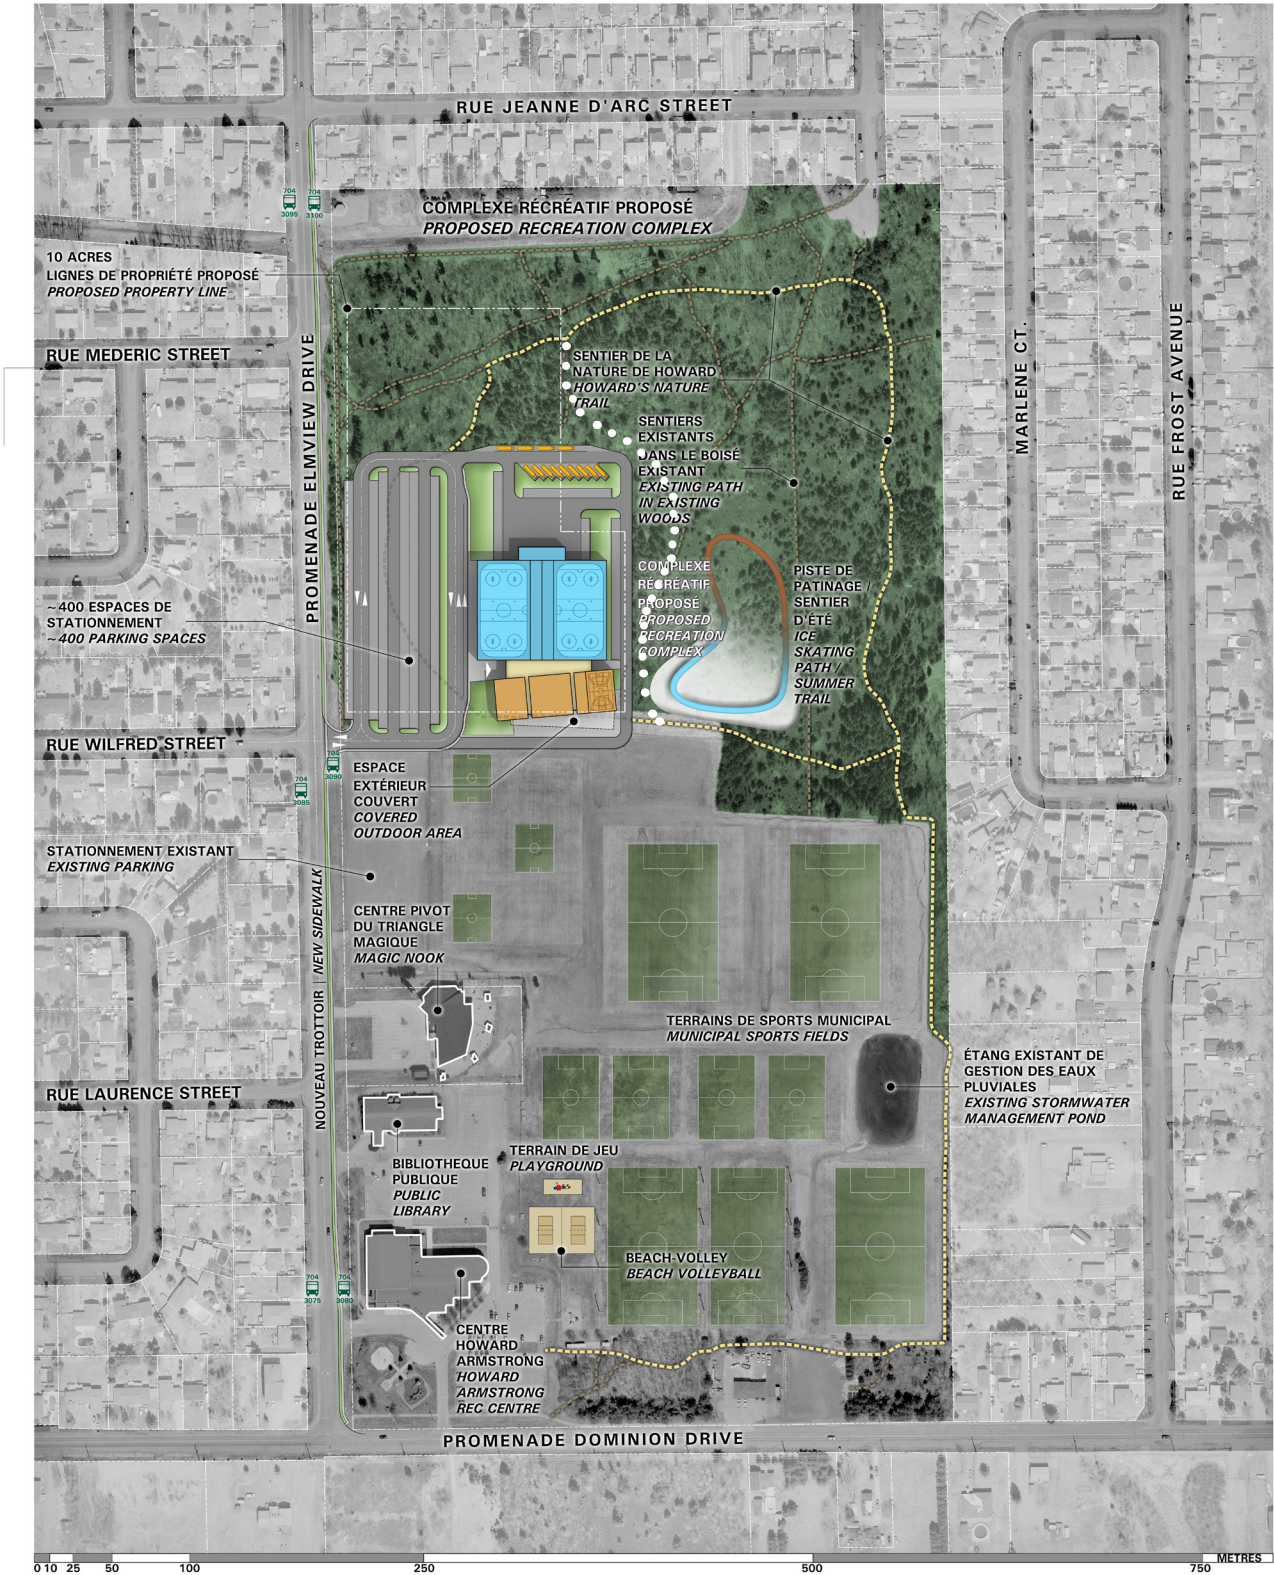 RUE JEANNE D'ARC STREET
704
3095
704
3100
COMPLEXE RÉCRÉATIF PROPOSÉ
PROPOSED RECREATION COMPLEX
10 ACRES
LIGNES DE PROPRIÉTÉ PROPOSÉ
PROPOSED PROPERTY LINE
RUE MEDERIC STREET
PROMENADE ELMVIEW DRIVE
MARLENE CT.
RUE FROST AVENUE
SENTIER DE LA
NATURE DE HOWARD
HOWARD'S NATURE
TRAIL
SENTIERS
EXISTANTS
DANS LE BOISÉ
EXISTANT
EXISTING PATH
IN EXISTING
WOODS
COMPLEXE
RÉCRÉATIF
PROPOSÉ
PROPOSED
RECREATION
COMPLEX
PISTE DE
PATINAGE /
SENTIER
D'ÉTÉ
ICE
SKATING
PATH /
SUMMER
TRAIL
~400 ESPACES DE
STATIONNEMENT
~400 PARKING SPACES
RUE WILFRED STREET
704
3090
704
3085
ESPACE
EXTÉRIEUR
COUVERT
COVERED
OUTDOOR AREA
STATIONNEMENT EXISTANT
EXISTING PARKING
NOUVEAU TROTTOIR | NEW SIDEWALK
CENTRE PIVOT
DU TRIANGLE
MAGIQUE
MAGIC NOOK
TERRAINS DE SPORTS MUNICIPAL
MUNICIPAL SPORTS FIELDS
ÉTANG EXISTANT DE
GESTION DES EAUX
PLUVIALES
EXISTING STORMWATER
MANAGEMENT POND
RUE LAURENCE STREET
BIBLIOTHEQUE
PUBLIQUE
PUBLIC
LIBRARY
TERRAIN DE JEU
PLAYGROUND
BEACH-VOLLEY
BEACH VOLLEYBALL
704
3075
704
3080
CENTRE
HOWARD
ARMSTRONG
HOWARD
ARMSTRONG
REC CENTRE
PROMENADE DOMINION DRIVE
0 10 25 50 100 250 500 750 METRES